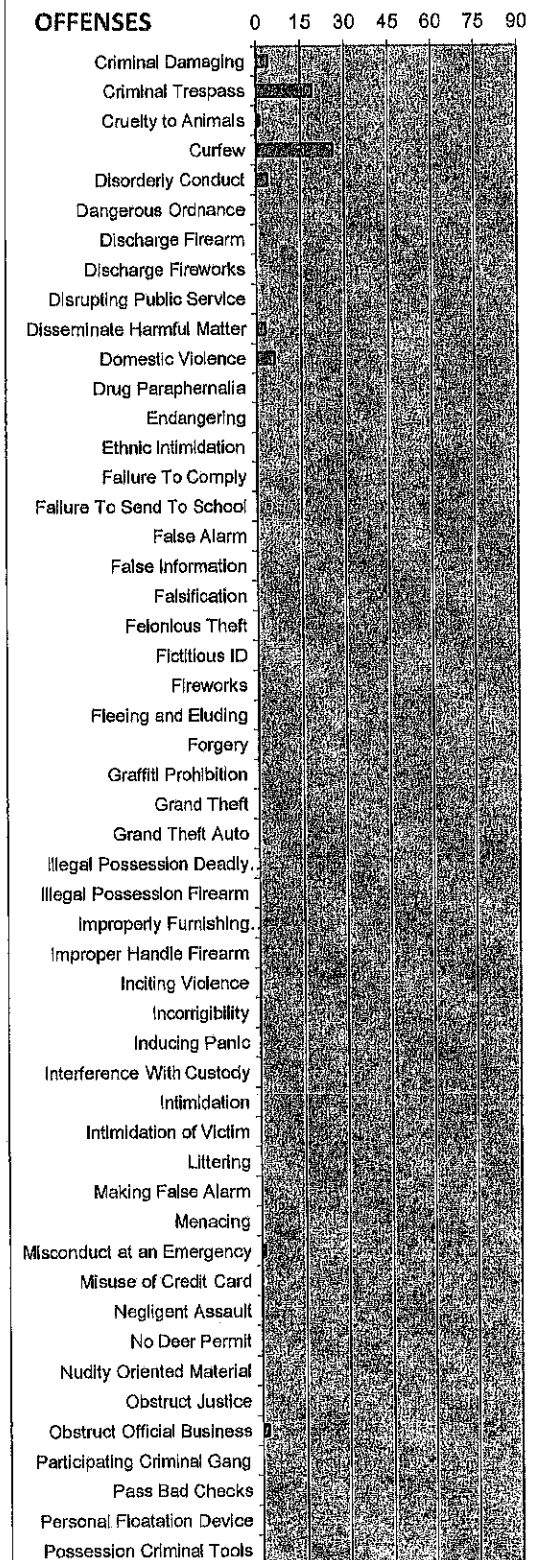 OFFENSES 0 15 30 45 60 75 90
Criminal Damaging
Criminal Trespass
Cruelty to Animals
Curfew
Disorderly Conduct
Dangerous Ordnance
Discharge Firearm
Discharge Fireworks
Disrupting Public Service
Disseminate Harmful Matter
Domestic Violence
Drug Paraphernalia
Endangering
Ethnic Intimidation
Failure To Comply
Failure To Send To School
False Alarm
False Information
Falsification
Felonious Theft
Fictitious ID
Fireworks
Fleeing and Eluding
Forgery
Graffiti Prohibition
Grand Theft
Grand Theft Auto
Illegal Possession Deadly..
Illegal Possession Firearm
Improperly Furnishing..
Improper Handle Firearm
Inciting Violence
Incorrigibility
Inducing Panic
Interference With Custody
Intimidation
Intimidation of Victim
Littering
Making False Alarm
Menacing
Misconduct at an Emergency
Misuse of Credit Card
Negligent Assault
No Deer Permit
Nudity Oriented Material
Obstruct Justice
Obstruct Official Business
Participating Criminal Gang
Pass Bad Checks
Personal Floatation Device
Possession Criminal Tools